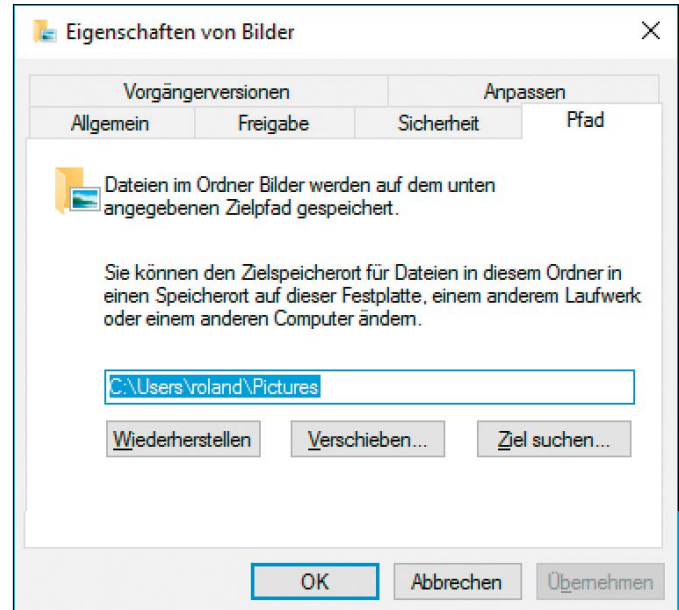 Eigenschaften von Bilder
Vorgängerversionen Anpassen
Allgemein Freigabe Sicherheit Pfad
Dateien im Ordner Bilder werden auf dem unten
angegebenen Zielpfad gespeichert.
Sie können den Zielspeicherort für Dateien in diesem Ordner in
einen Speicherort auf dieser Festplatte, einem anderem Laufwerk
oder einem anderen Computer ändern.
C:\Users\roland\Pictures
Wiederherstellen Verschieben... Ziel suchen...
OK Abbrechen Übernehmen